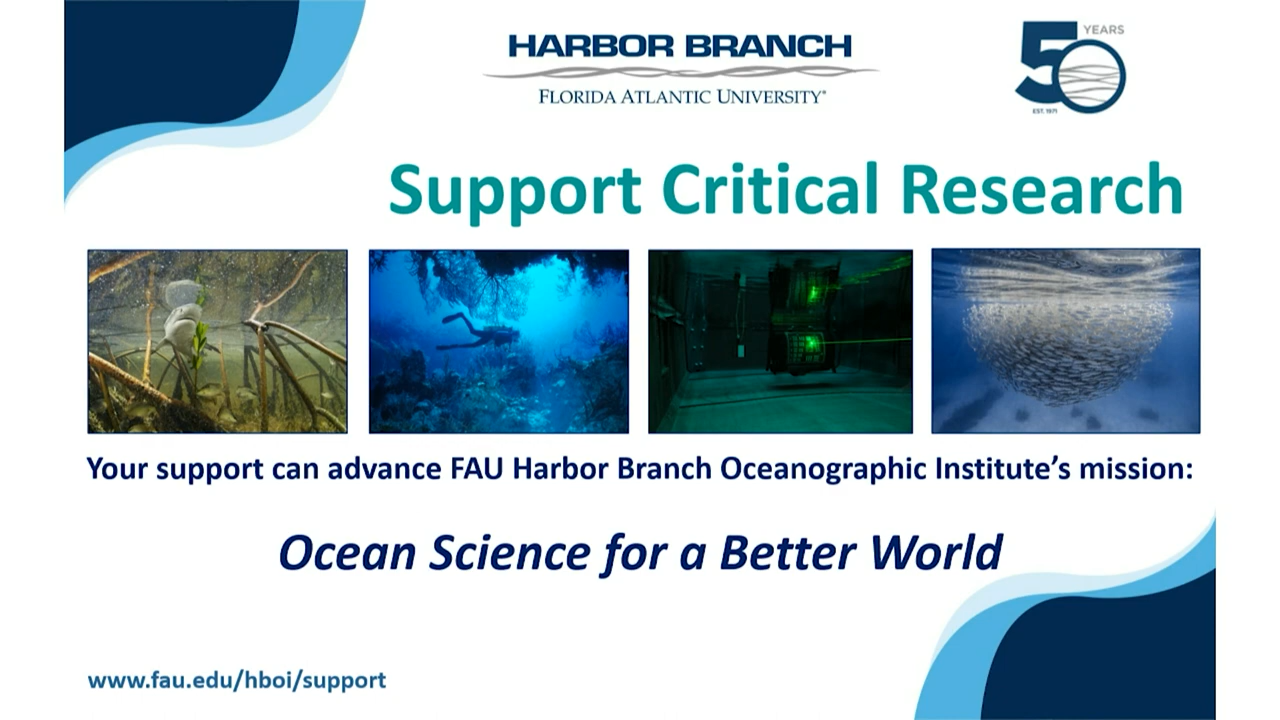 HARBOR BRANCH
FLORIDA ATLANTIC UNIVERSITY®
50 YEARS
EST. 1971
Support Critical Research
Your support can advance FAU Harbor Branch Oceanographic Institute's mission:
Ocean Science for a Better World
www.fau.edu/hboi/support